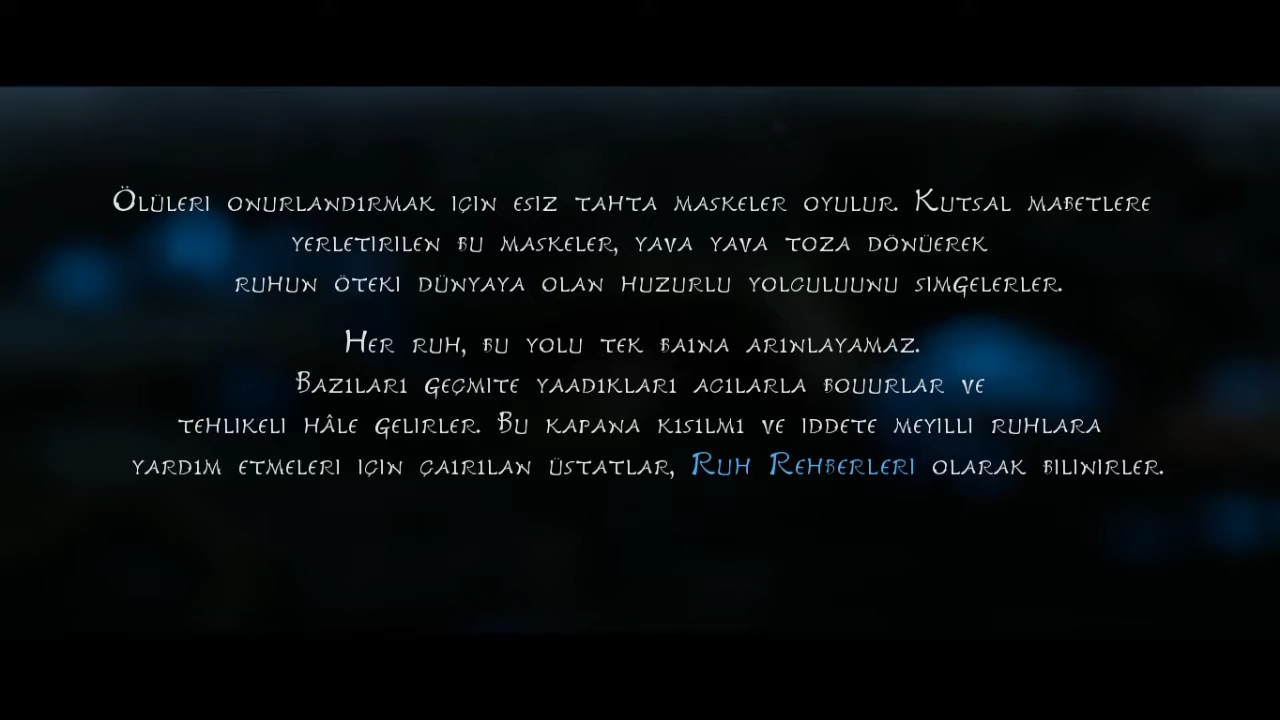 Ölüleri onurlandırmak için esiz tahta maskeler oyulur. Kutsal mabetlere
yerletirilen bu maskeler, yava yava toza dönüerek
ruhun öteki dünyaya olan huzurlu yolculuunu simgelerler.
Her ruh, bu yolu tek baına arınlayamaz.
Bazıları geçmite yaadıkları acılarla bouurlar ve
tehlikeli hâle gelirler. Bu kapana kısılmı ve iddete meyilli ruhlara
yardım etmeleri için çaırılan üstatlar, Ruh Rehberleri olarak bilinirler.